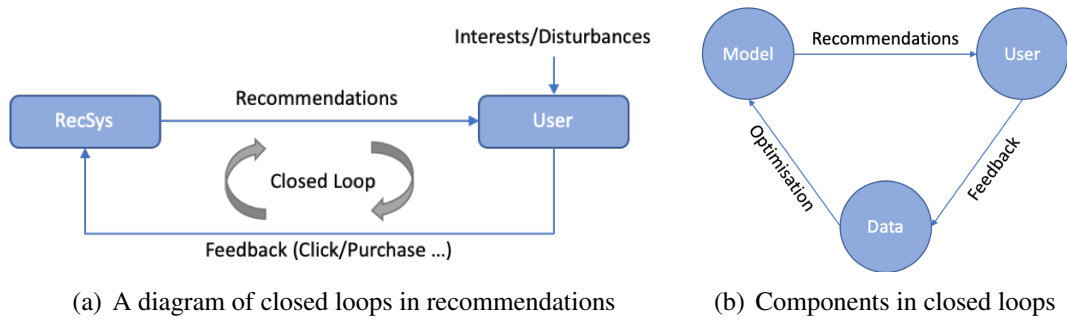 Interests/Disturbances
Recommendations
RecSys
User
Closed Loop
Feedback (Click/Purchase ...)
(a) A diagram of closed loops in recommendations
Model
Recommendations
User
Optimisation
Feedback
Data
(b) Components in closed loops